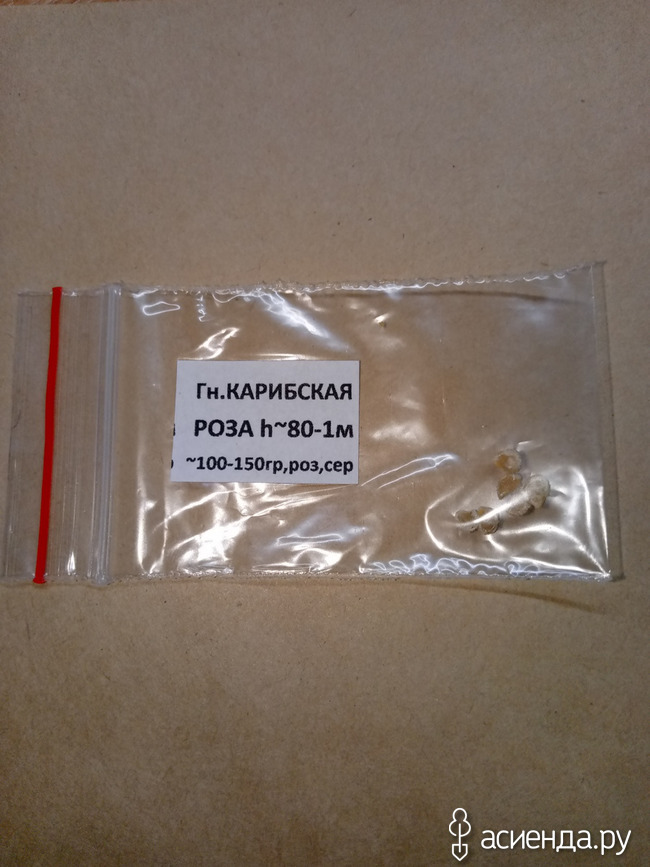 Гн.КАРИБСКАЯ
РОЗА h~80-1м
~100-150гр,роз,сер
асиенда.ру